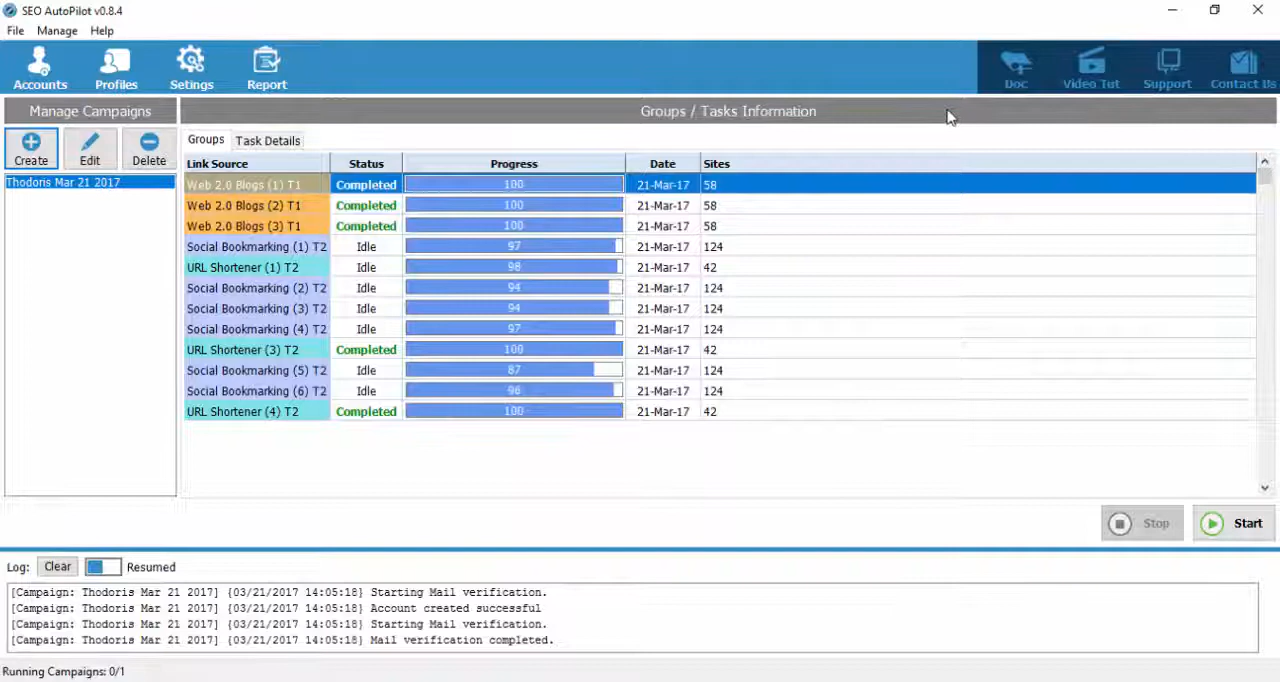 SEO AutoPilot v0.8.4
File Manage Help
Accounts Profiles Setings Report Doc Video Tut Support Contact Us
Manage Campaigns Groups / Tasks Information
Create Edit Delete
Groups Task Details
Link Source Status Progress Date Sites
Thodoris Mar 21 2017
Web 2.0 Blogs (1) T1 Completed 100 21-Mar-17 58
Web 2.0 Blogs (2) T1 Completed 100 21-Mar-17 58
Web 2.0 Blogs (3) T1 Completed 100 21-Mar-17 58
Social Bookmarking (1) T2 Idle 97 21-Mar-17 124
URL Shortener (1) T2 Idle 98 21-Mar-17 42
Social Bookmarking (2) T2 Idle 94 21-Mar-17 124
Social Bookmarking (3) T2 Idle 94 21-Mar-17 124
Social Bookmarking (4) T2 Idle 97 21-Mar-17 124
URL Shortener (3) T2 Completed 100 21-Mar-17 42
Social Bookmarking (5) T2 Idle 87 21-Mar-17 124
Social Bookmarking (6) T2 Idle 96 21-Mar-17 124
URL Shortener (4) T2 Completed 100 21-Mar-17 42
Stop Start
Log: Clear Resumed
[Campaign: Thodoris Mar 21 2017] {03/21/2017 14:05:18} Starting Mail verification.
[Campaign: Thodoris Mar 21 2017] {03/21/2017 14:05:18} Account created successful
[Campaign: Thodoris Mar 21 2017] {03/21/2017 14:05:18} Starting Mail verification.
[Campaign: Thodoris Mar 21 2017] {03/21/2017 14:05:18} Mail verification completed.
Running Campaigns: 0/1